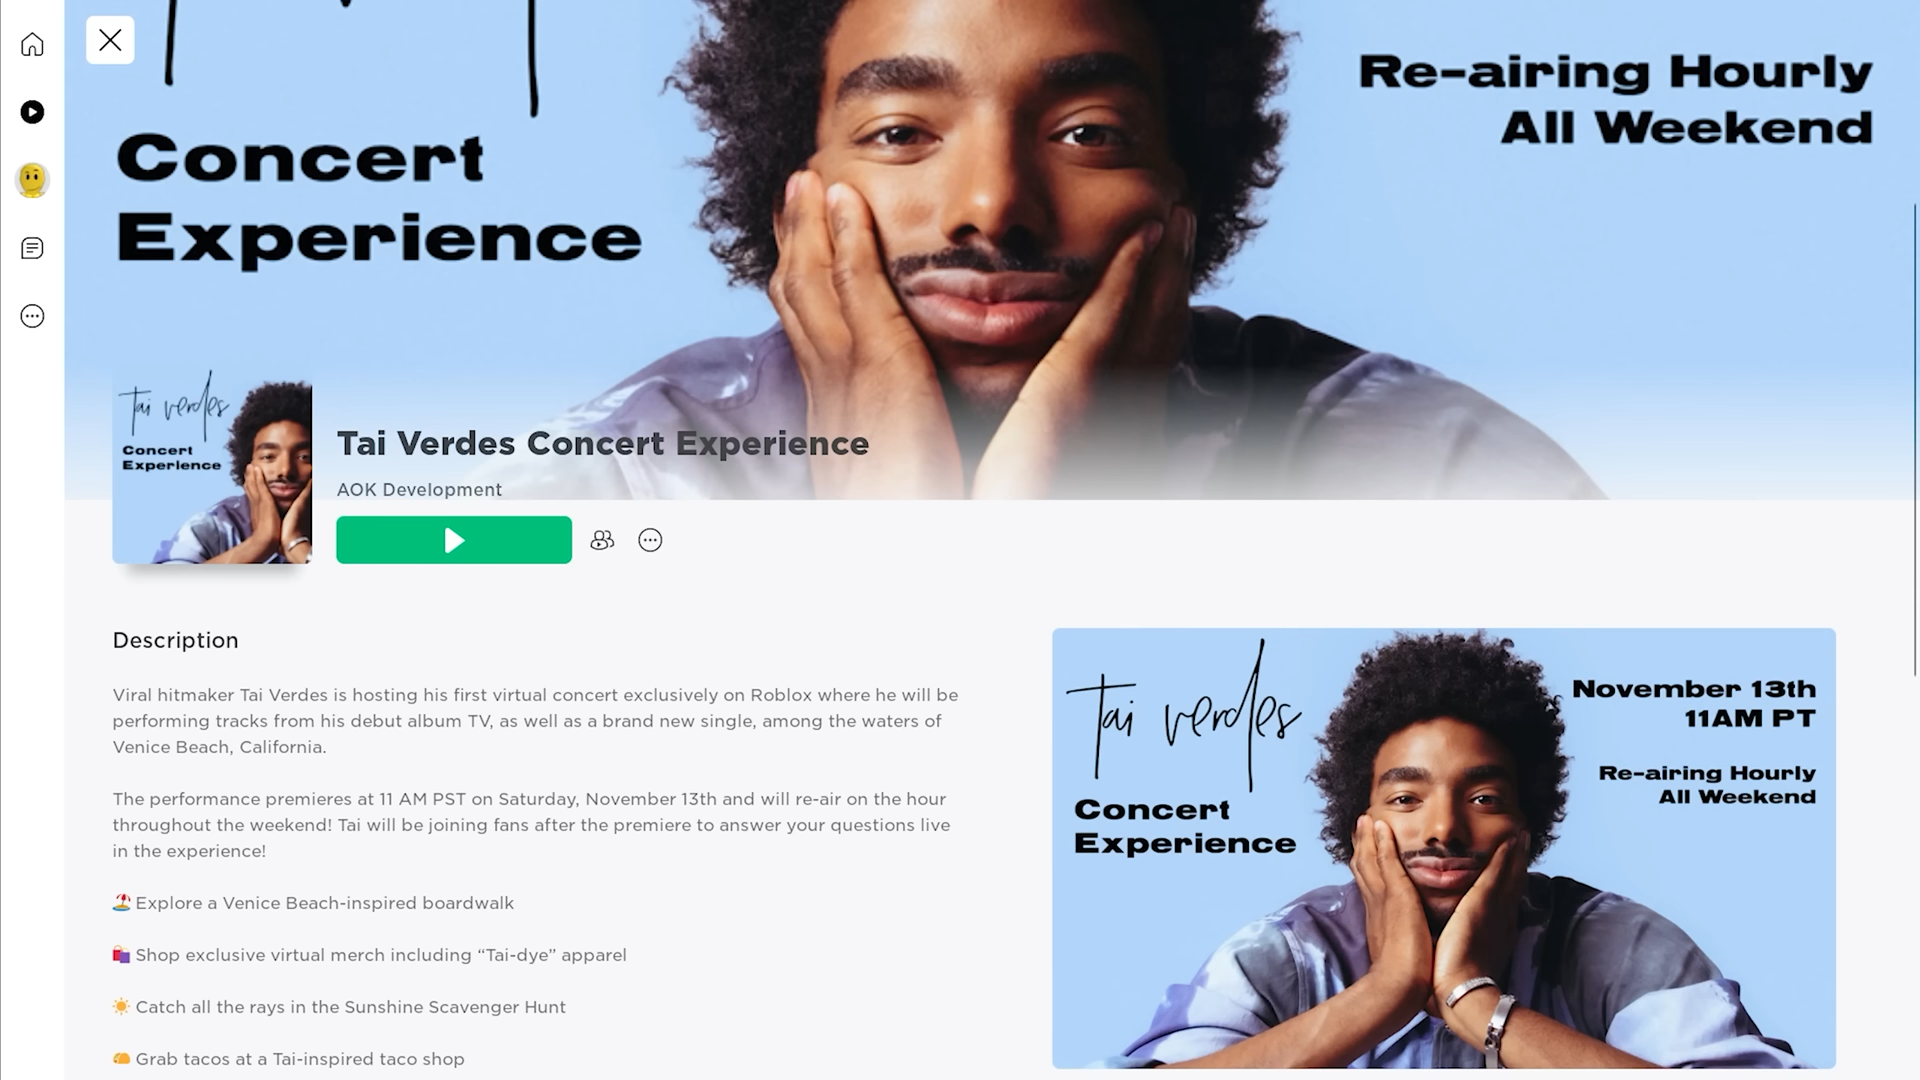 Re-airing Hourly
All Weekend
Concert
Experience
Tai verdes
Concert
Experience
Tai Verdes Concert Experience
AOK Development
Description
Viral hitmaker Tai Verdes is hosting his first virtual concert exclusively on Roblox where he will be
performing tracks from his debut album TV, as well as a brand new single, among the waters of
Venice Beach, California.
The performance premieres at 11 AM PST on Saturday, November 13th and will re-air on the hour
throughout the weekend! Tai will be joining fans after the premiere to answer your questions live
in the experience!
🏖️ Explore a Venice Beach-inspired boardwalk
🛍️ Shop exclusive virtual merch including “Tai-dye” apparel
☀️ Catch all the rays in the Sunshine Scavenger Hunt
🌮 Grab tacos at a Tai-inspired taco shop
Tai verdes
Concert
Experience
November 13th
11AM PT
Re-airing Hourly
All Weekend